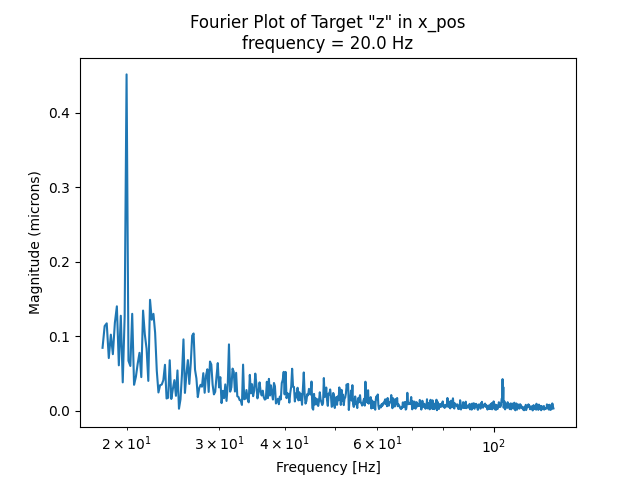 Fourier Plot of Target "z" in x_pos
frequency = 20.0 Hz
Magnitude (microns)
0.4
0.3
0.2
0.1
0.0
2 × 10¹ 3 × 10¹ 4 × 10¹ 6 × 10¹ 10²
Frequency [Hz]